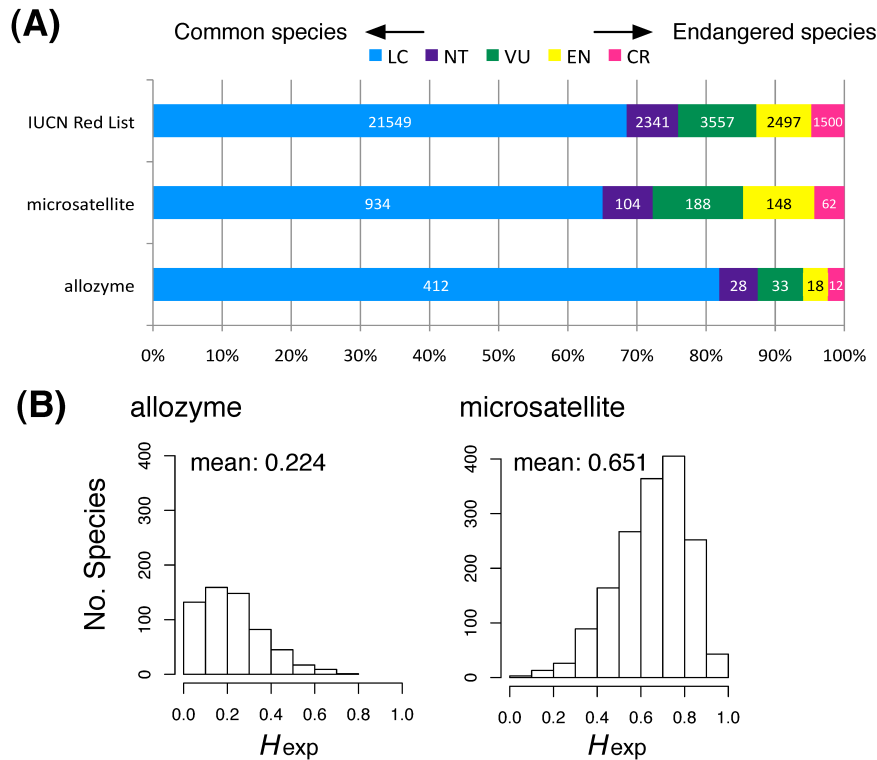 (A)
Common species
Endangered species
LC NT VU EN CR
IUCN Red List 21549 2341 3557 2497 1500
microsatellite 934 104 188 148 62
allozyme 412 28 33 18 12
0% 10% 20% 30% 40% 50% 60% 70% 80% 90% 100%
(B)
allozyme
mean: 0.224
No. Species
400
300
200
100
0
0.0 0.2 0.4 0.6 0.8 1.0
Hexp
microsatellite
mean: 0.651
400
300
200
100
0
0.0 0.2 0.4 0.6 0.8 1.0
Hexp